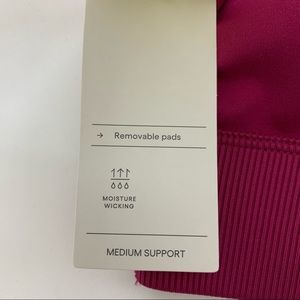 → Removable pads
MOISTURE
WICKING
MEDIUM SUPPORT